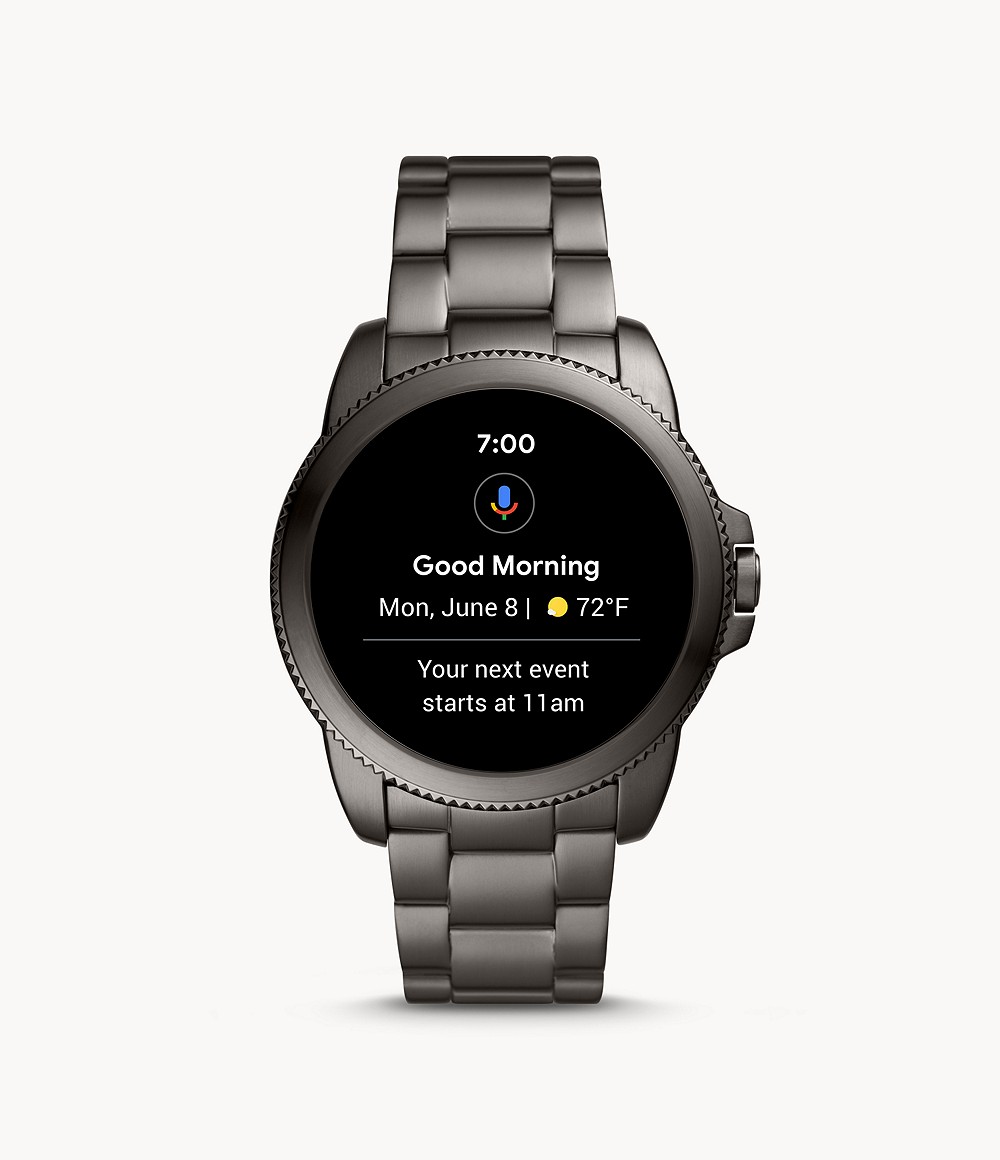 7:00
Good Morning
Mon, June 8 | 72°F
Your next event
starts at 11am